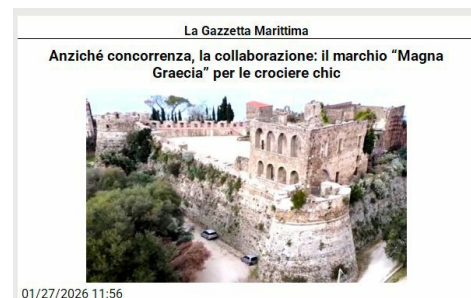 La Gazzetta Marittima
Anziché concorrenza, la collaborazione: il marchio “Magna
Graecia” per le crociere chic
01/27/2026 11:56